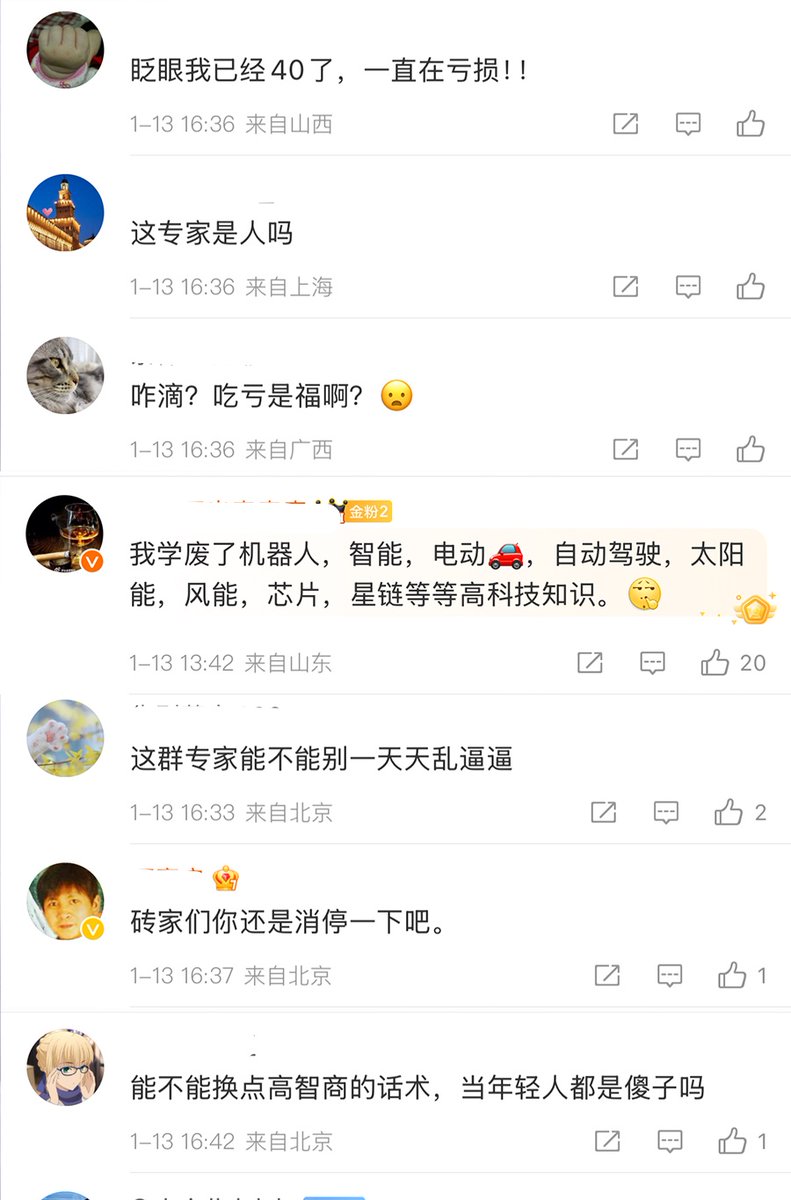 眨眼我已经40了，一直在亏损！！
1-13 16:36 来自山西
这专家是人吗
1-13 16:36 来自上海
咋滴？吃亏是福啊？😦
1-13 16:36 来自广西
金粉2
我学废了机器人，智能，电动🚗，自动驾驶，太阳
能，风能，芯片，星链等等高科技知识。
1-13 13:42 来自山东 20
这群专家能不能别一天天乱逼逼
1-13 16:33 来自北京 2
砖家们你还是消停一下吧。
1-13 16:37 来自北京 1
能不能换点高智商的话术，当年轻人都是傻子吗
1-13 16:42 来自北京 1